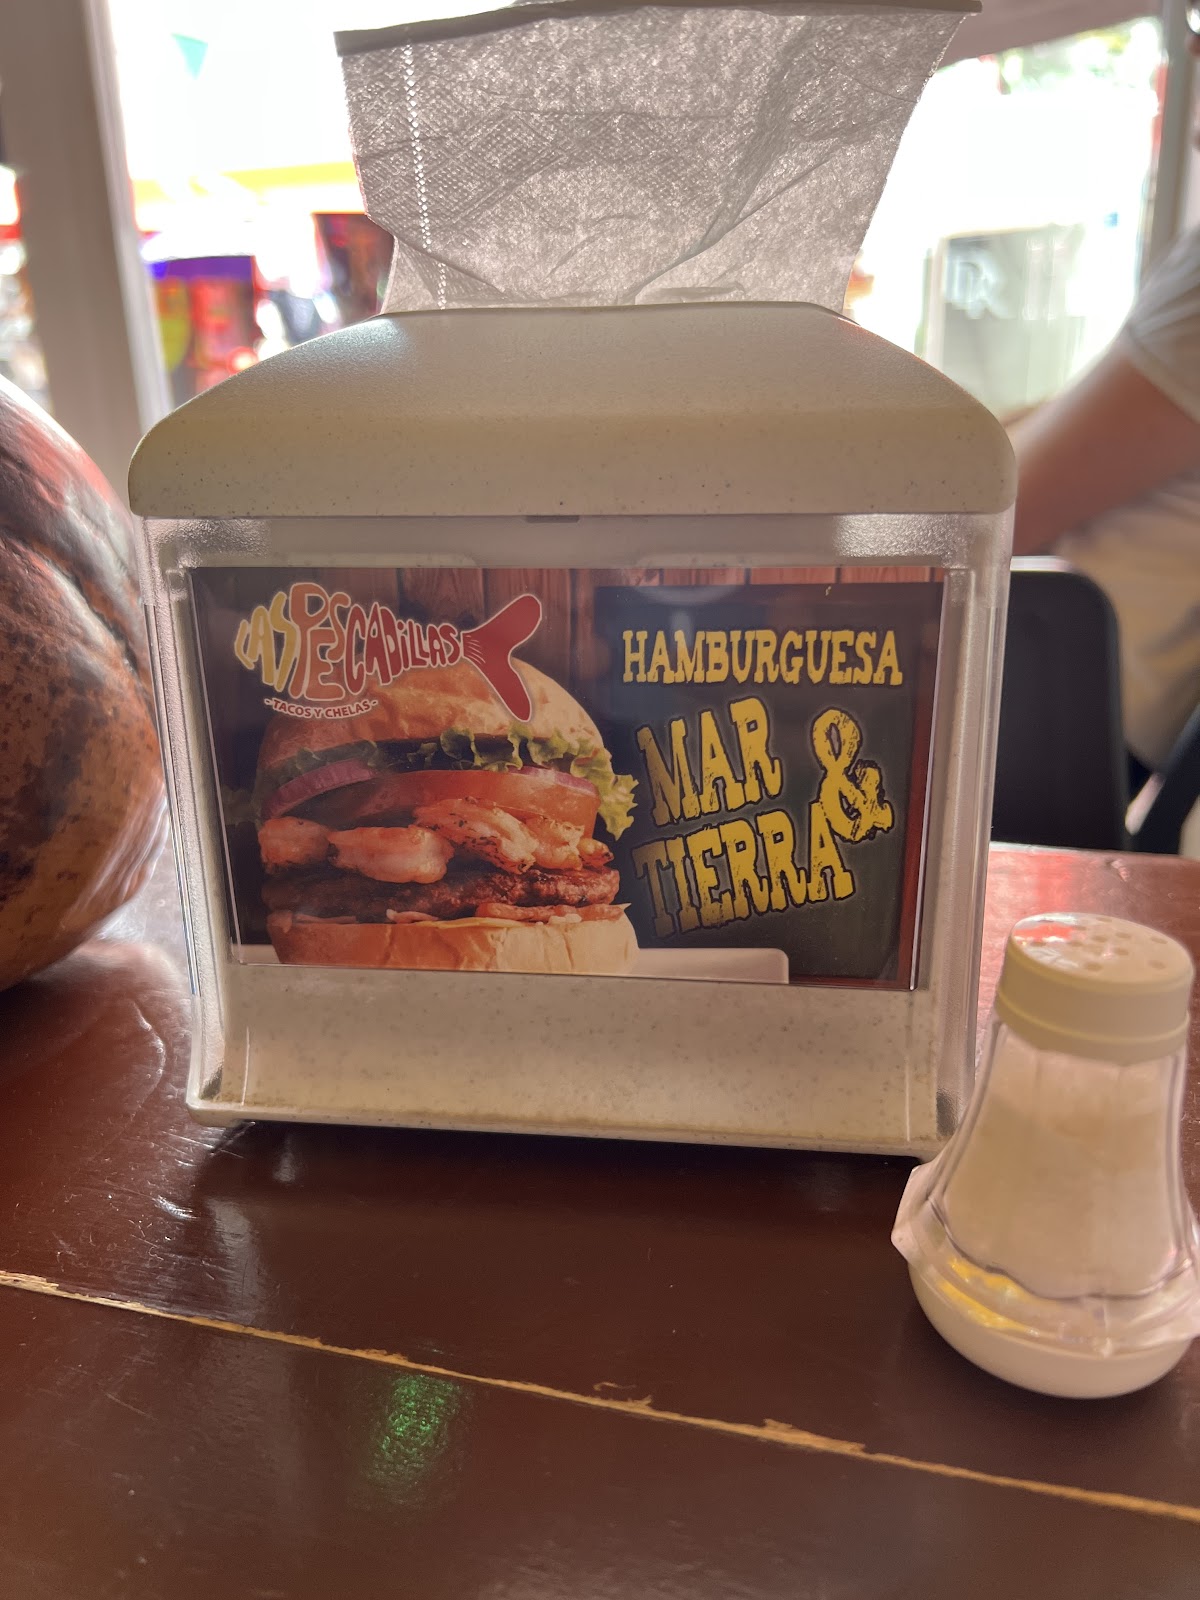 LAS PESCADILLAS
- TACOS Y CHELAS -
HAMBURGUESA
MAR &
TIERRA